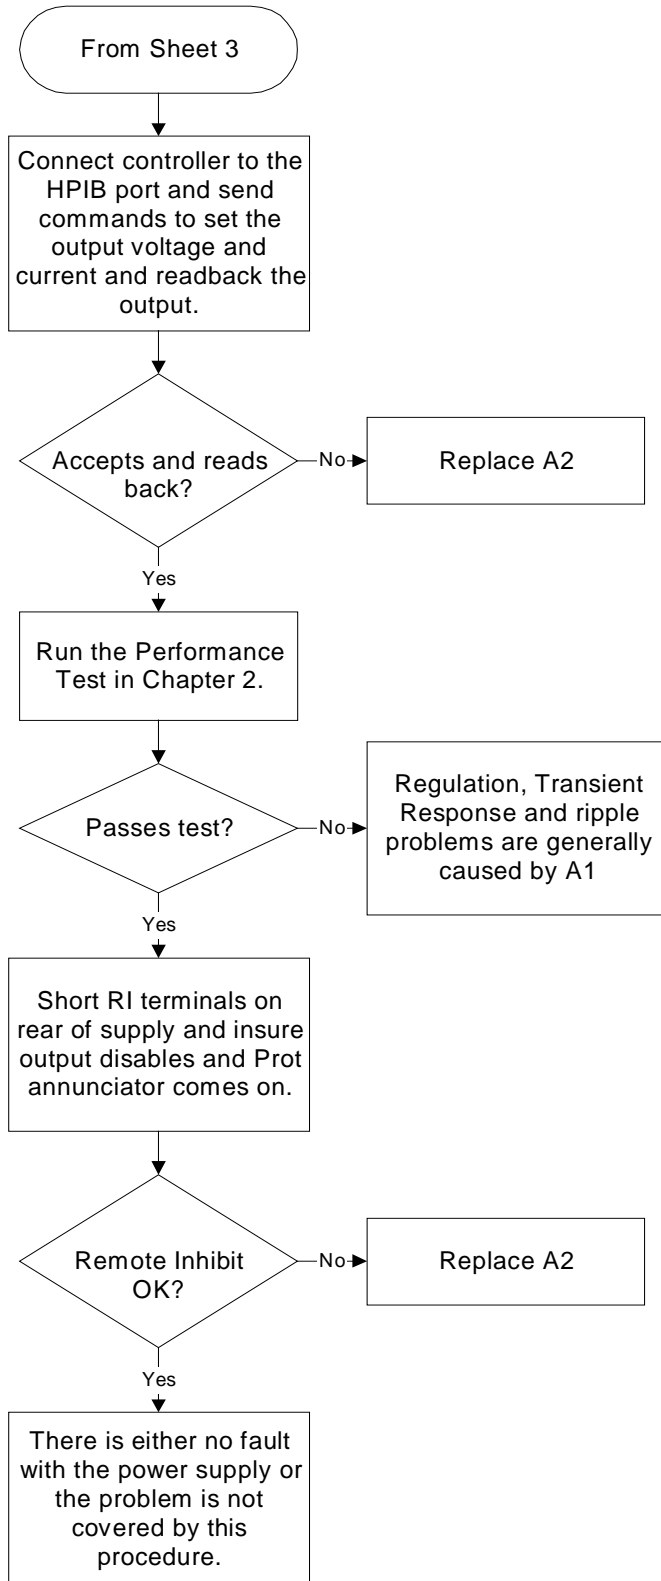 From Sheet 3
Connect controller to the
HPIB port and send
commands to set the
output voltage and
current and readback the
output.
Accepts and reads
back?
No
Replace A2
Yes
Run the Performance
Test in Chapter 2.
Passes test?
No
Regulation, Transient
Response and ripple
problems are generally
caused by A1
Yes
Short RI terminals on
rear of supply and insure
output disables and Prot
annunciator comes on.
Remote Inhibit
OK?
No
Replace A2
Yes
There is either no fault
with the power supply or
the problem is not
covered by this
procedure.